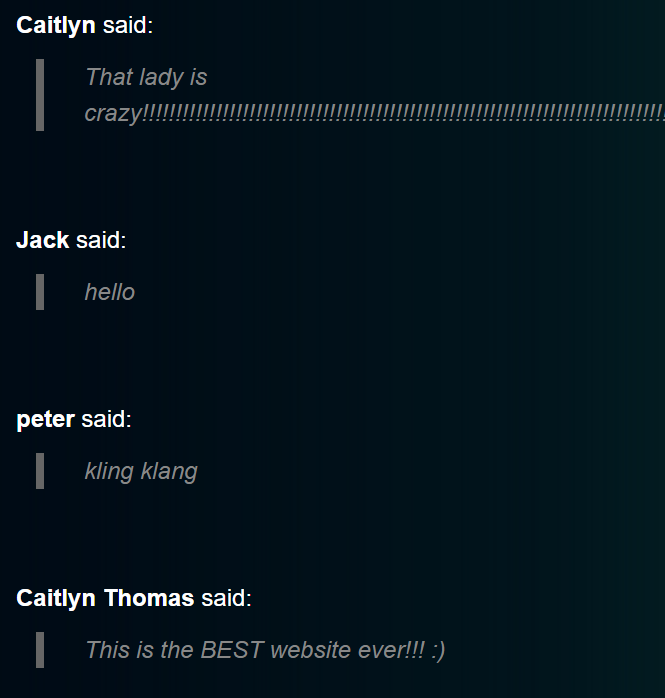 Caitlyn said:
That lady is
crazy!!!!!!!!!!!!!!!!!!!!!!!!!!!!!!!!!!!!!!!!!!!!!!!!!!!!!!!!!!!!!!!!!!!!!!!!!!!!!!
Jack said:
hello
peter said:
kling klang
Caitlyn Thomas said:
This is the BEST website ever!!! :)